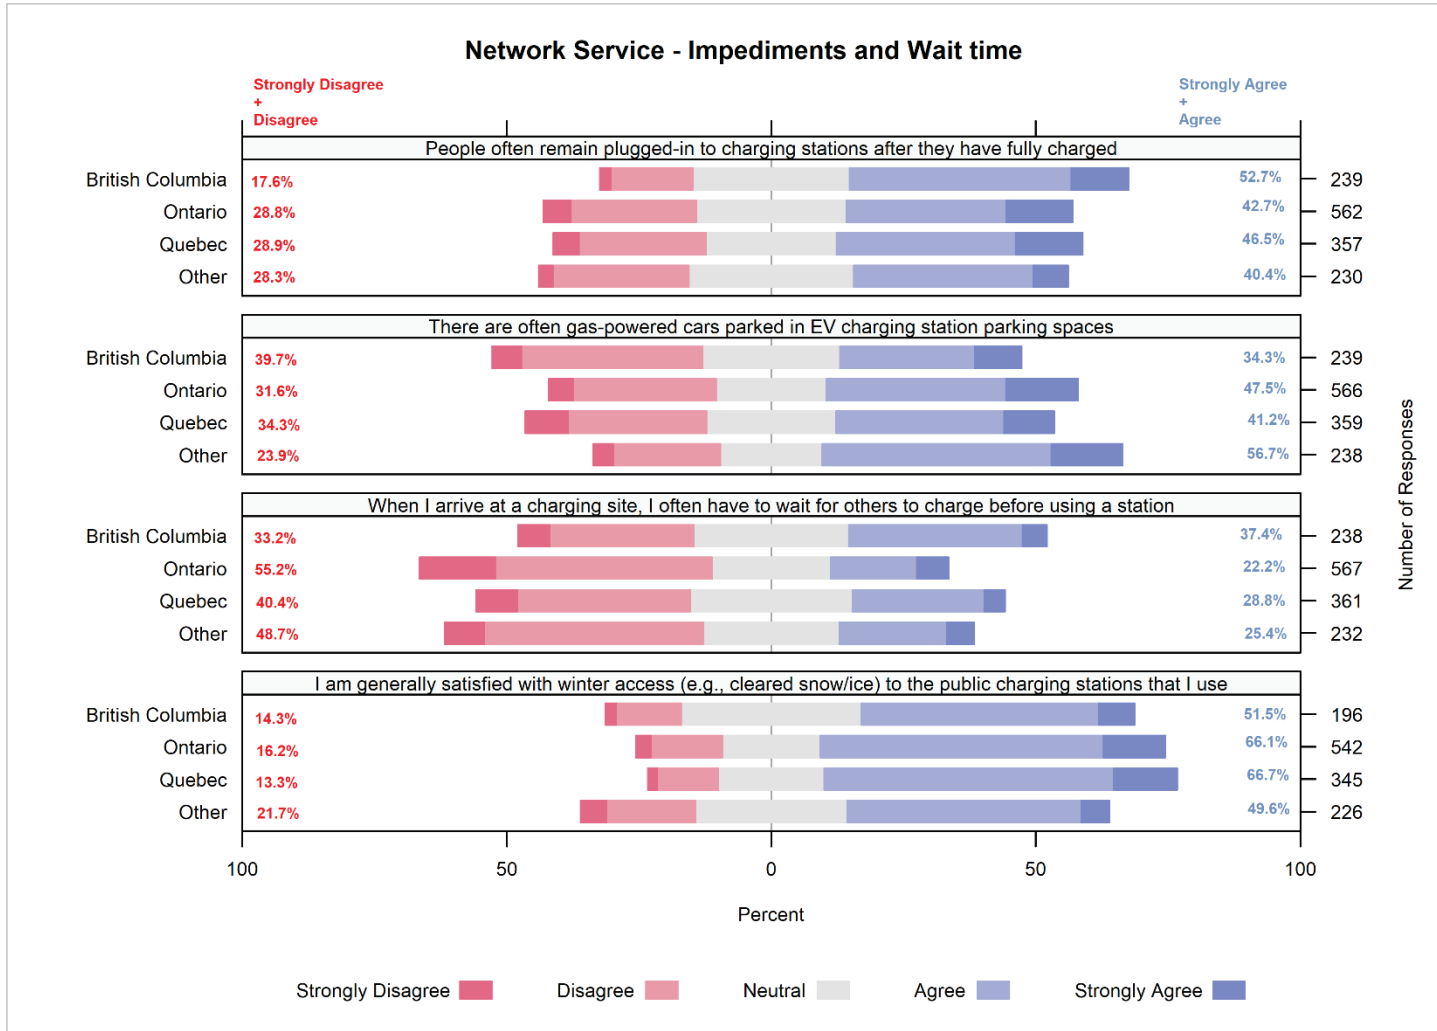 Network Service - Impediments and Wait time
Strongly Disagree
+
Disagree
Strongly Agree
+
Agree
People often remain plugged-in to charging stations after they have fully charged
British Columbia 17.6% 52.7% 239
Ontario 28.8% 42.7% 562
Quebec 28.9% 46.5% 357
Other 28.3% 40.4% 230
There are often gas-powered cars parked in EV charging station parking spaces
British Columbia 39.7% 34.3% 239
Ontario 31.6% 47.5% 566
Quebec 34.3% 41.2% 359
Other 23.9% 56.7% 238
When I arrive at a charging site, I often have to wait for others to charge before using a station
British Columbia 33.2% 37.4% 238
Ontario 55.2% 22.2% 567
Quebec 40.4% 28.8% 361
Other 48.7% 25.4% 232
I am generally satisfied with winter access (e.g., cleared snow/ice) to the public charging stations that I use
British Columbia 14.3% 51.5% 196
Ontario 16.2% 66.1% 542
Quebec 13.3% 66.7% 345
Other 21.7% 49.6% 226
Number of Responses
100 50 0 50 100
Percent
Strongly Disagree Disagree Neutral Agree Strongly Agree